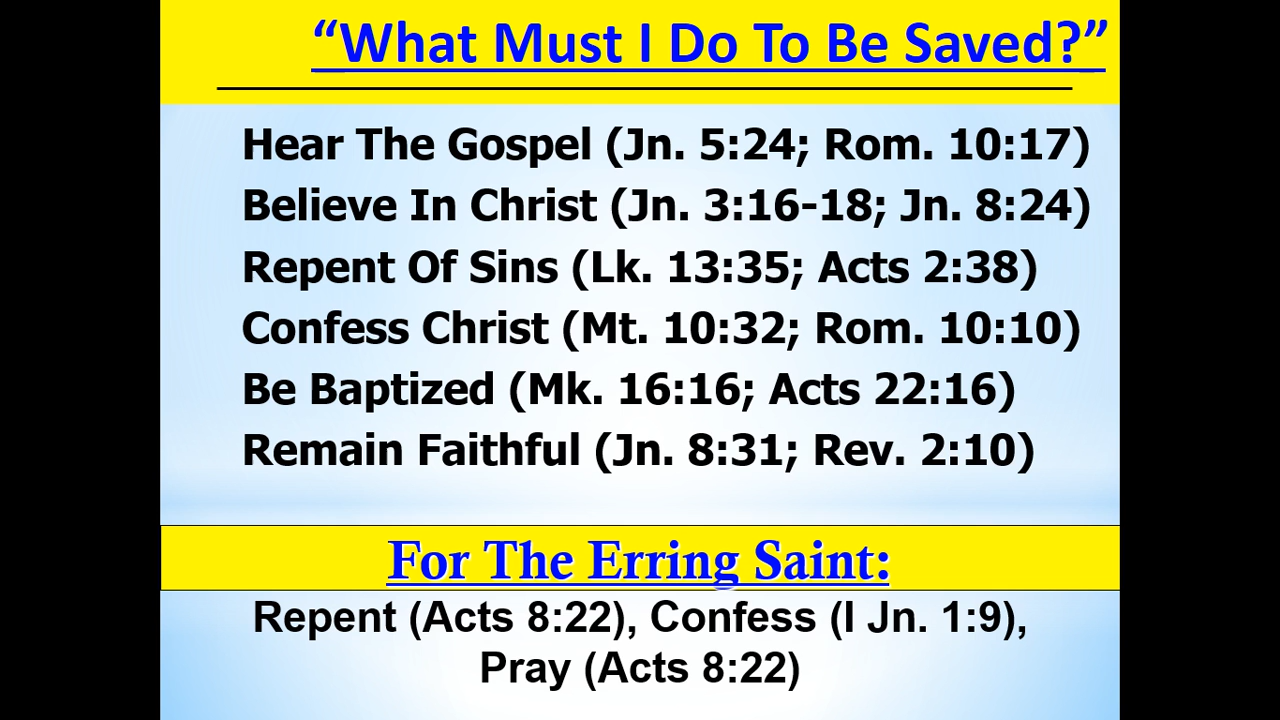 “What Must I Do To Be Saved?”
Hear The Gospel (Jn. 5:24; Rom. 10:17)
Believe In Christ (Jn. 3:16-18; Jn. 8:24)
Repent Of Sins (Lk. 13:35; Acts 2:38)
Confess Christ (Mt. 10:32; Rom. 10:10)
Be Baptized (Mk. 16:16; Acts 22:16)
Remain Faithful (Jn. 8:31; Rev. 2:10)
For The Erring Saint:
Repent (Acts 8:22), Confess (I Jn. 1:9),
Pray (Acts 8:22)